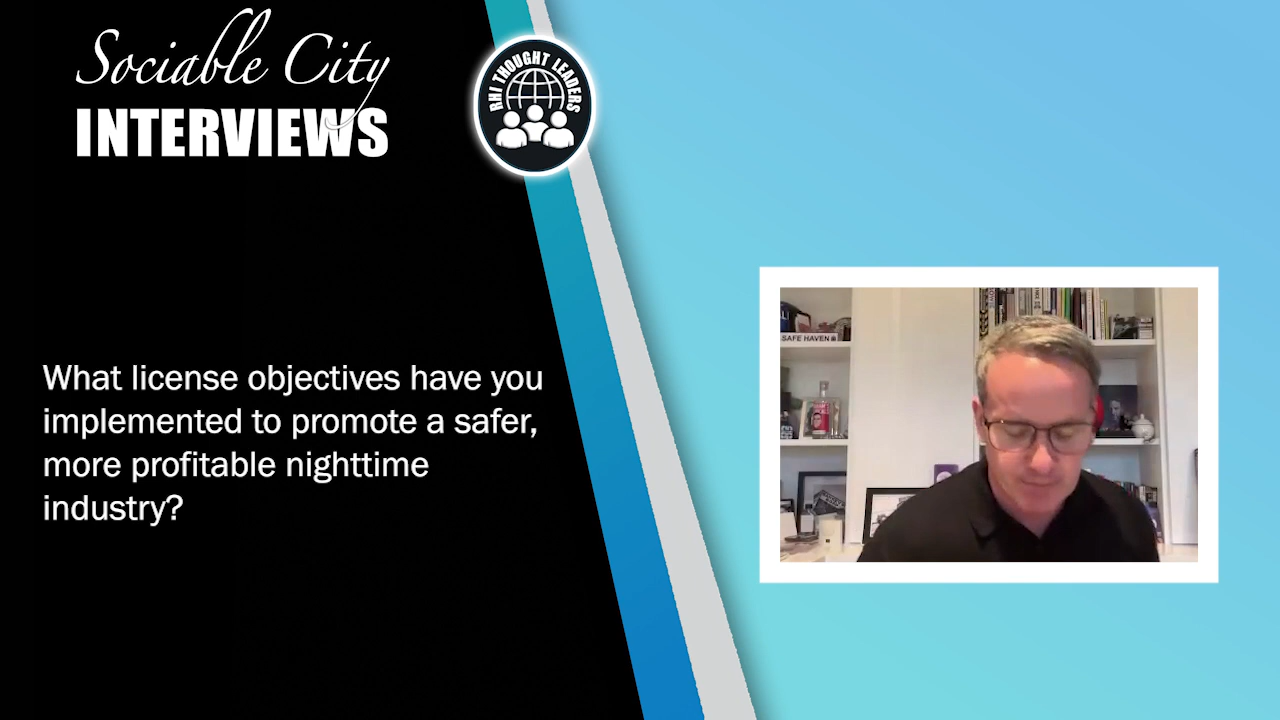 Sociable City
INTERVIEWS
RHI THOUGHT LEADERS
What license objectives have you
implemented to promote a safer,
more profitable nighttime
industry?
SAFE HAVEN